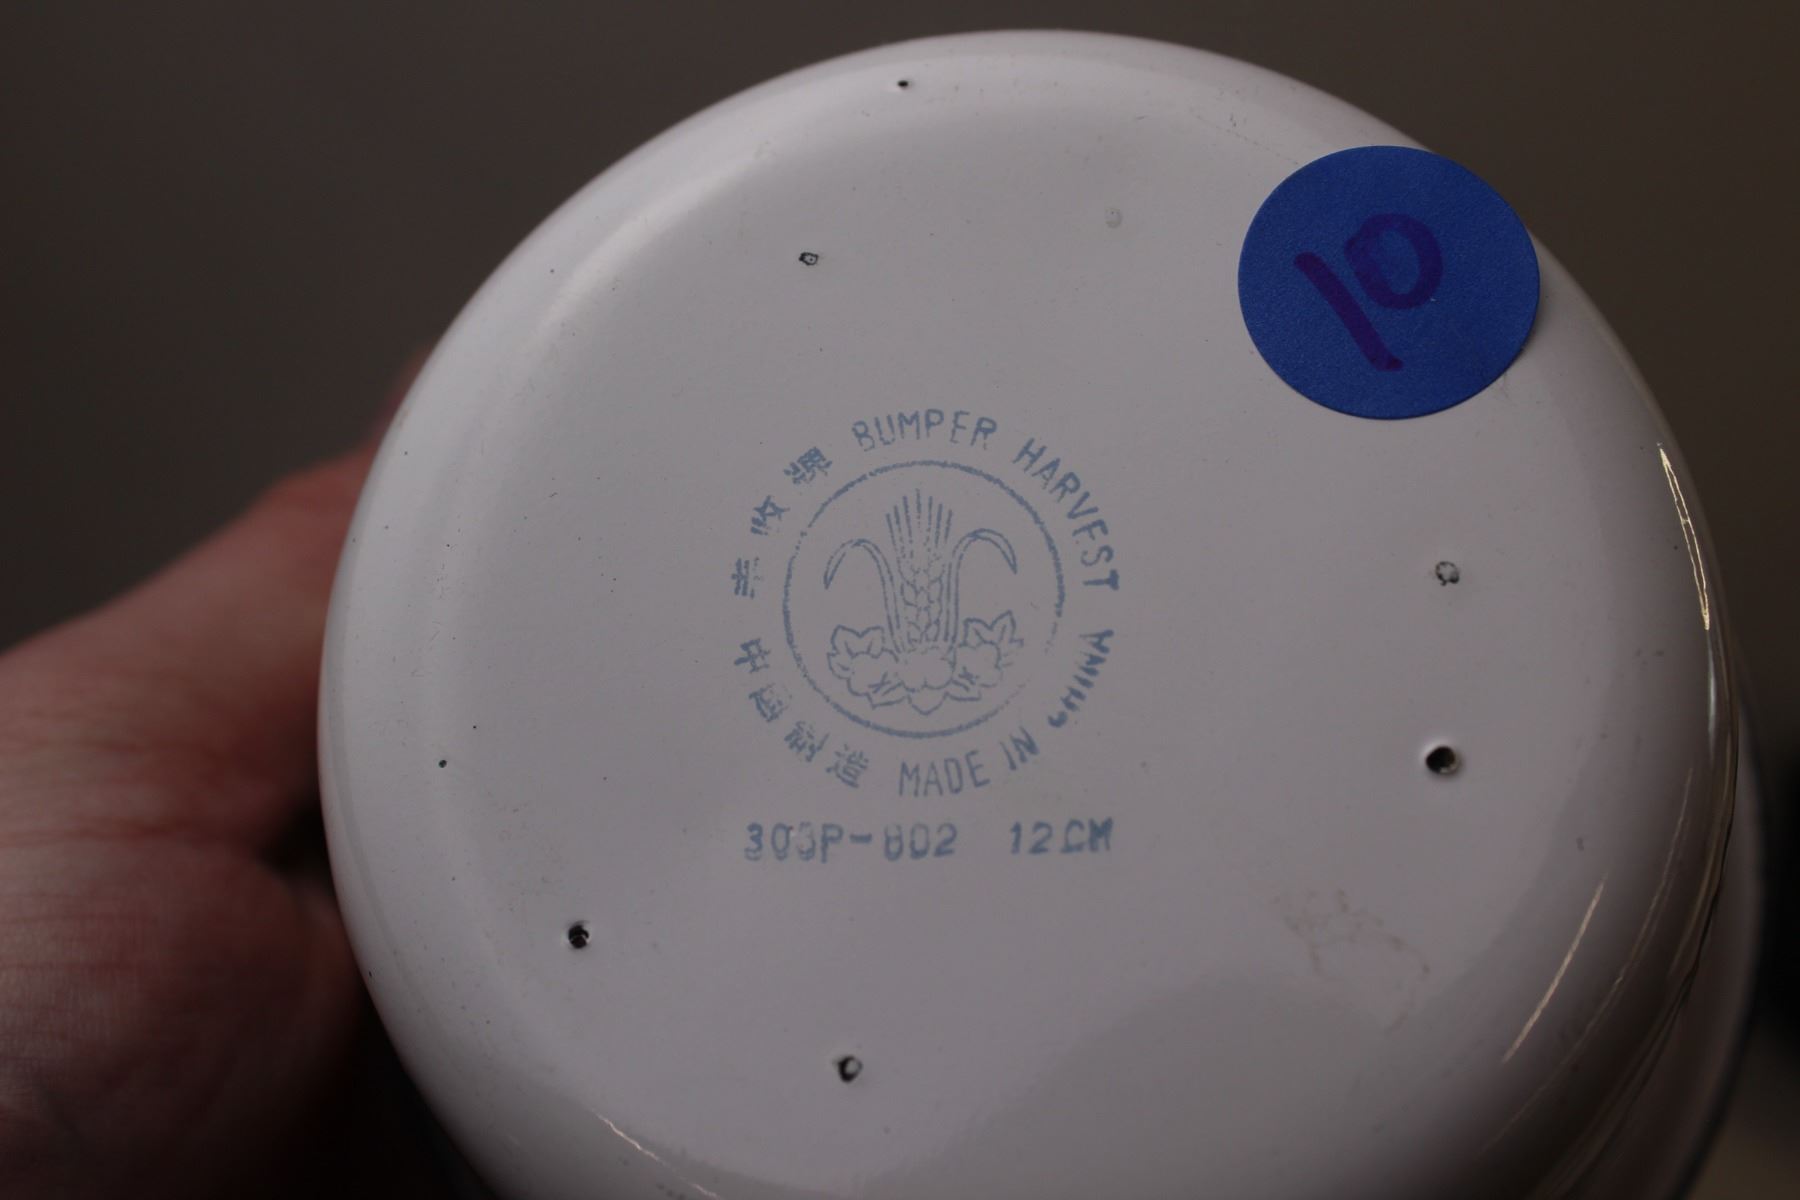 10
BUMPER HARVEST
丰收牌
中国制造
MADE IN CHINA
303P-802 12CM